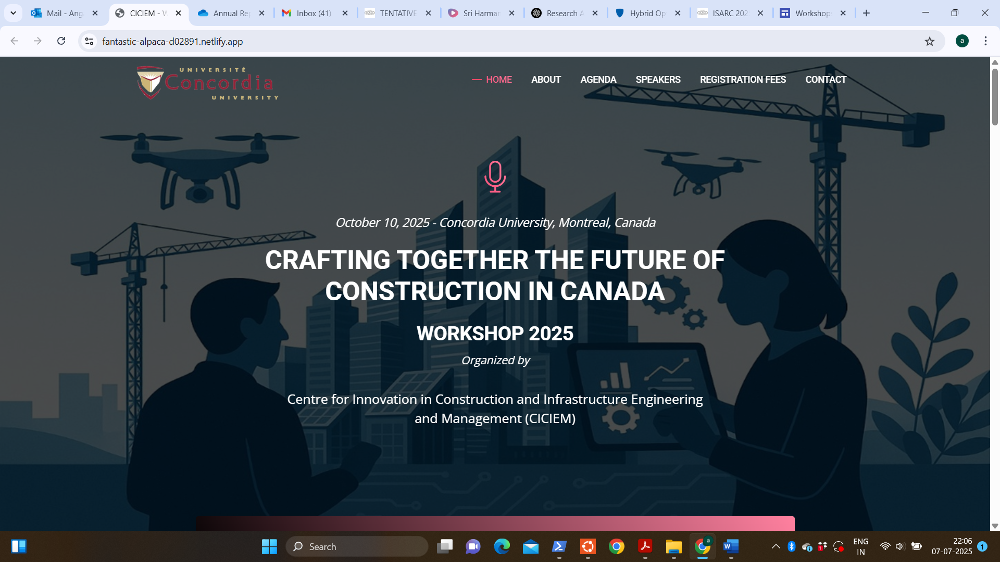 Mail - Ang
CICIEM - W
Annual Re
Inbox (41)
TENTATIVE
Sri Harman
Research A
Hybrid Op
ISARC 202
Workshop
fantastic-alpaca-d02891.netlify.app
a
UNIVERSITÉ
Concordia
UNIVERSITY
HOME
ABOUT
AGENDA
SPEAKERS
REGISTRATION FEES
CONTACT
October 10, 2025 - Concordia University, Montreal, Canada
CRAFTING TOGETHER THE FUTURE OF
CONSTRUCTION IN CANADA
WORKSHOP 2025
Organized by
Centre for Innovation in Construction and Infrastructure Engineering
and Management (CICIEM)
Search
ENG
IN
22:06
07-07-2025
1